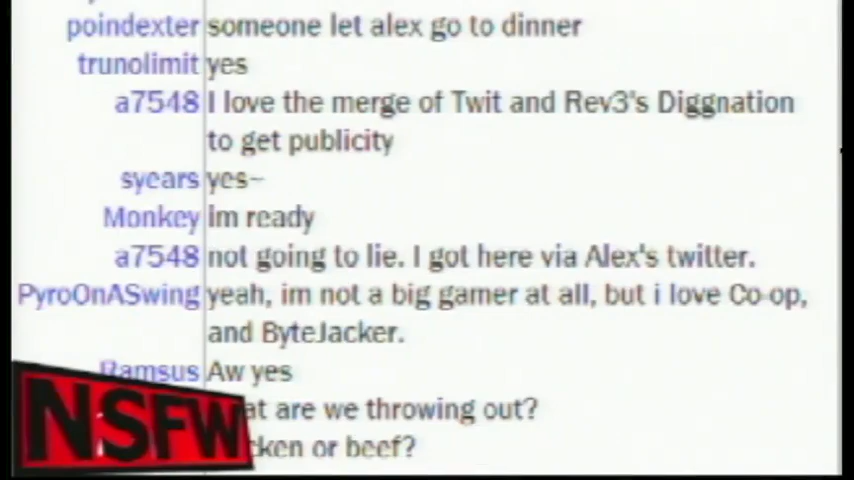 poindexter someone let alex go to dinner
trunolimit yes
a7548 I love the merge of Twit and Rev3's Diggnation
to get publicity
syears yes~
Monkey im ready
a7548 not going to lie. I got here via Alex's twitter.
PyroOnASwing yeah, im not a big gamer at all, but i love Co-op,
and ByteJacker.
Ramsus Aw yes
are we throwing out?
or beef?
NSFW